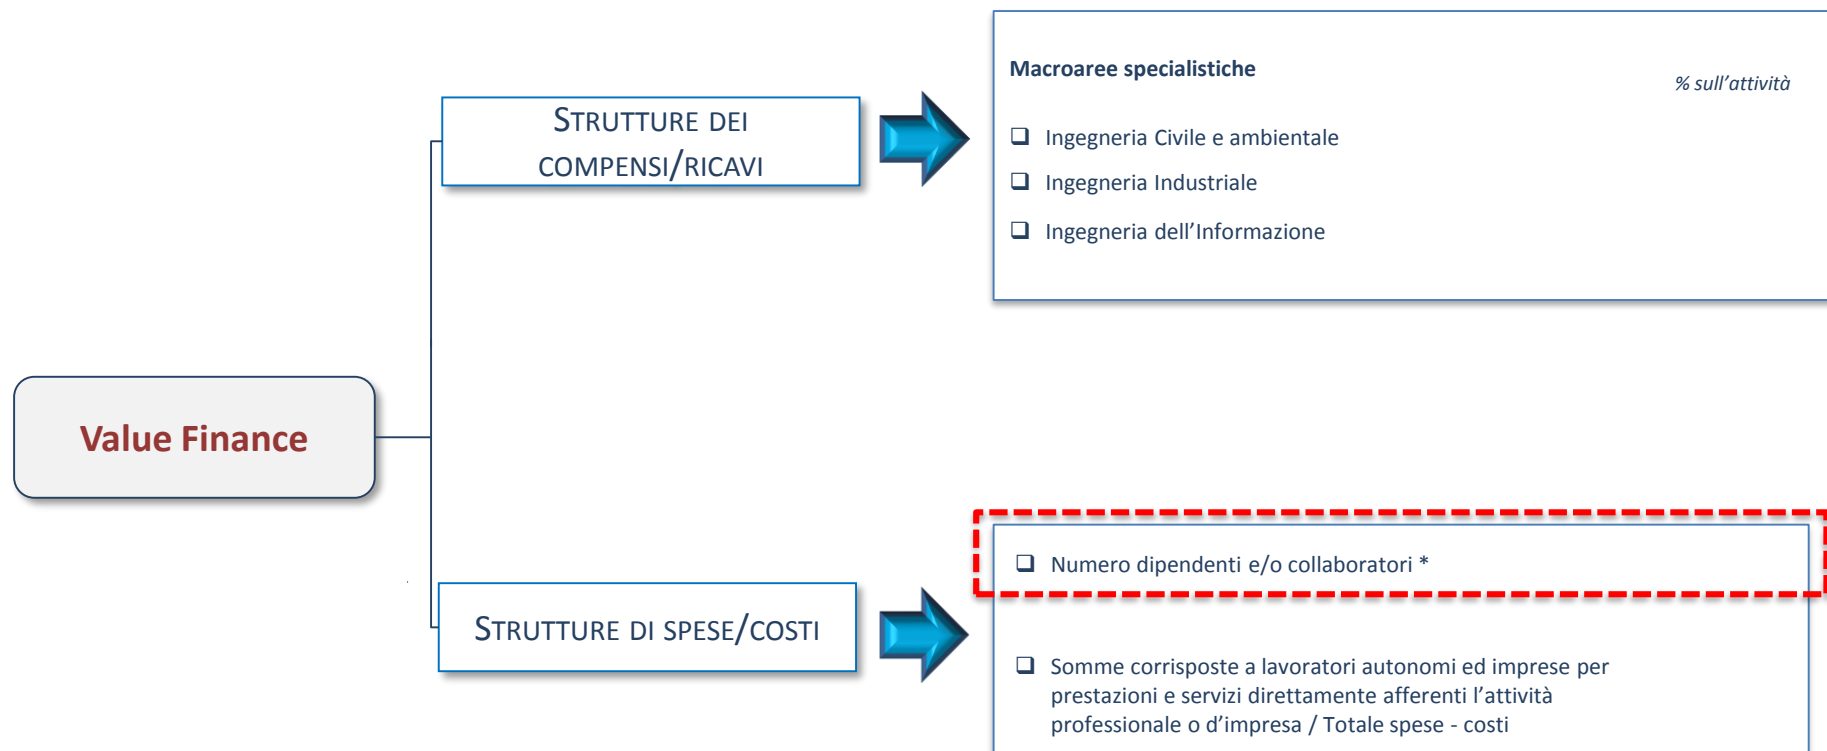 Macroaree specialistiche
% sull'attività
STRUTTURE DEI
COMPENSI/RICAVI
❑ Ingegneria Civile e ambientale
❑ Ingegneria Industriale
❑ Ingegneria dell'Informazione
Value Finance
❑ Numero dipendenti e/o collaboratori *
STRUTTURE DI SPESE/COSTI
❑ Somme corrisposte a lavoratori autonomi ed imprese per
prestazioni e servizi direttamente afferenti l'attività
professionale o d'impresa / Totale spese - costi